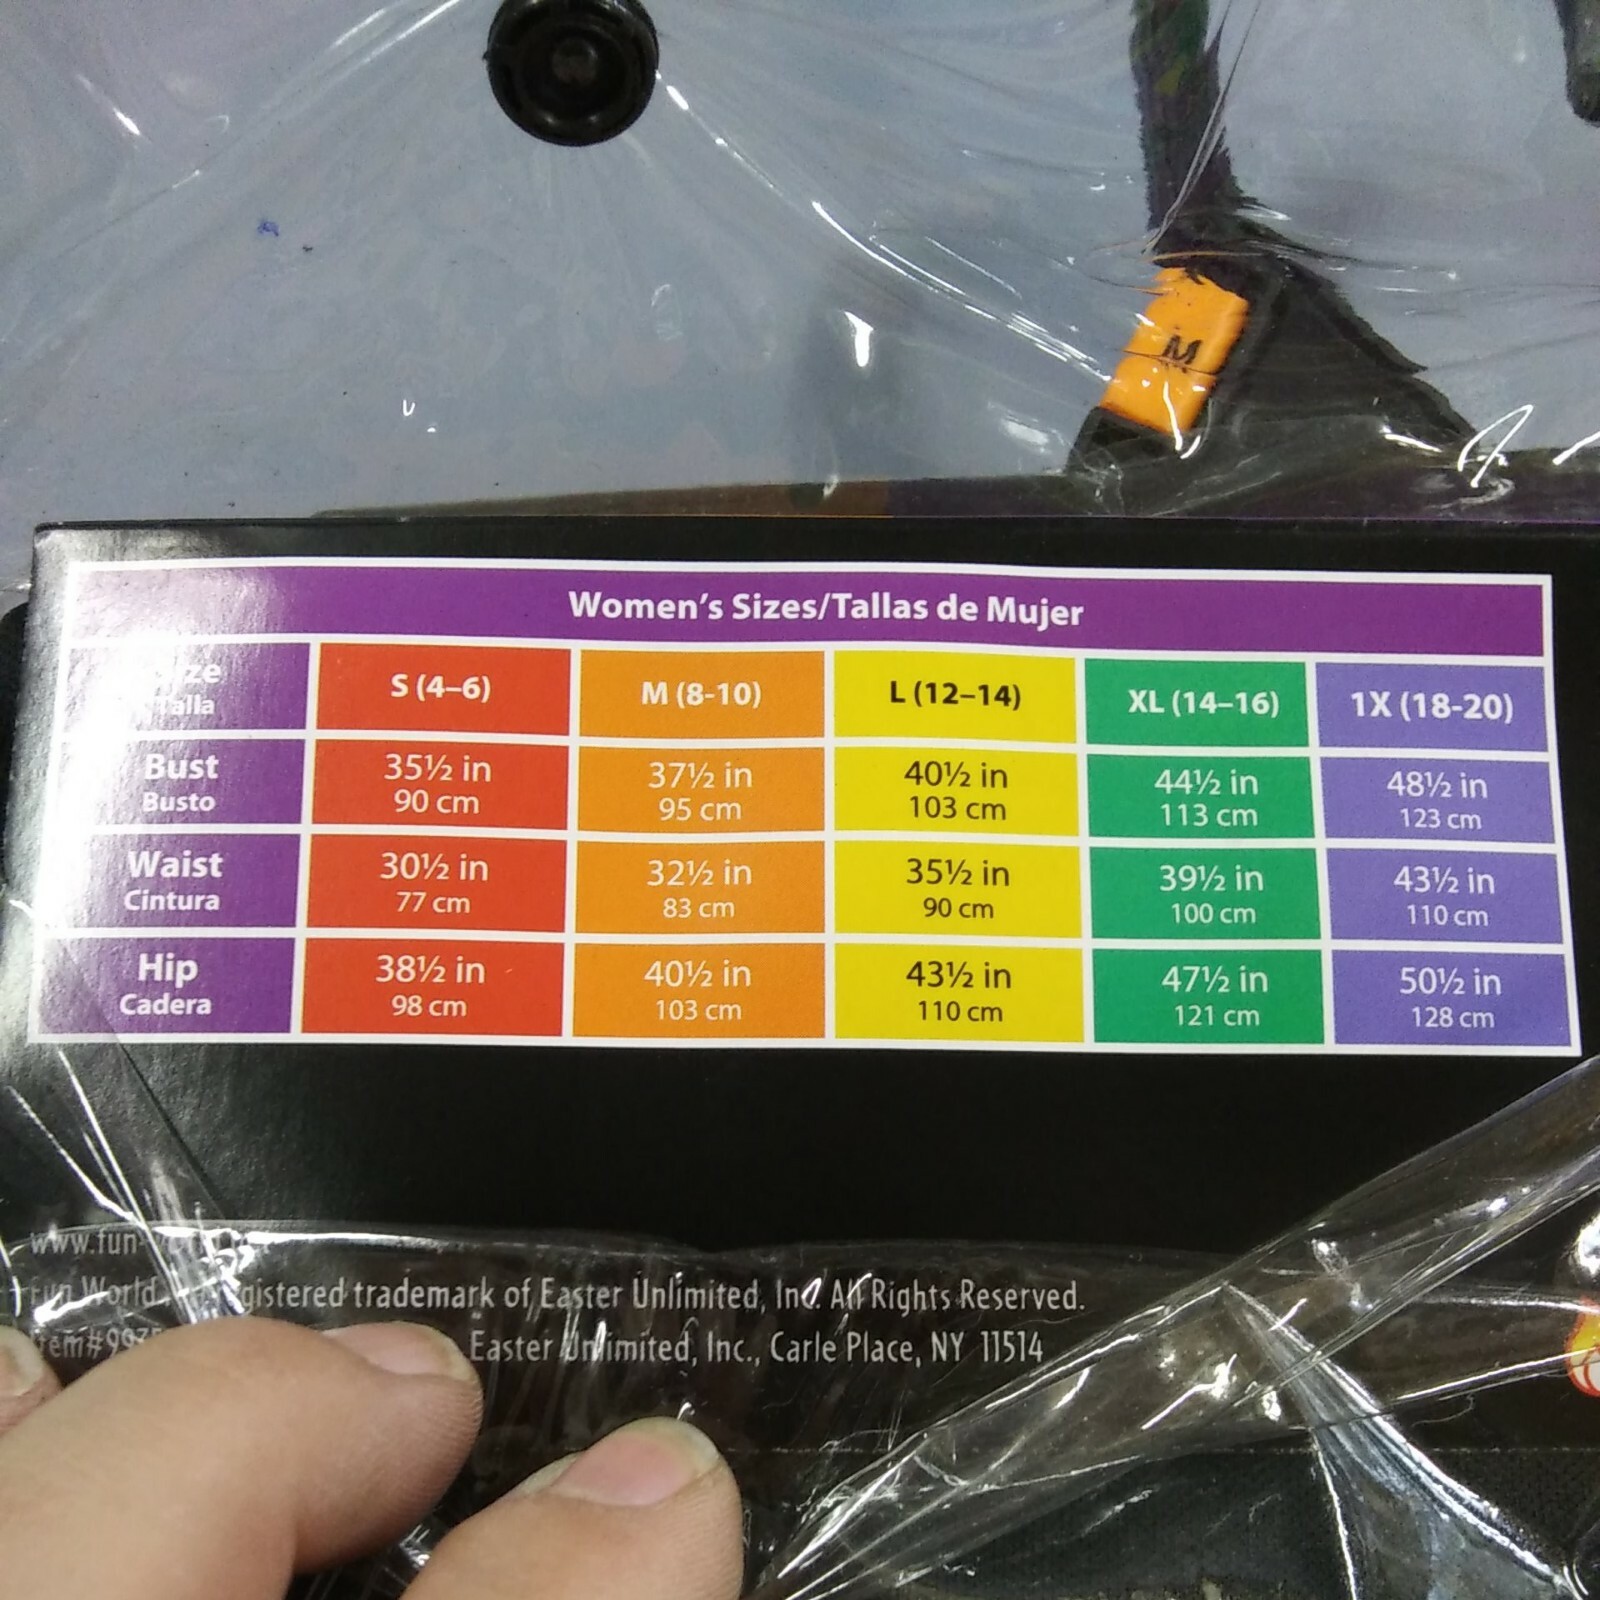 M
Women's Sizes/Tallas de Mujer
Size S (4–6) M (8-10) L (12–14) XL (14–16) 1X (18-20)
Talla
Bust 35½ in 37½ in 40½ in 44½ in 48½ in
Busto 90 cm 95 cm 103 cm 113 cm 123 cm
Waist 30½ in 32½ in 35½ in 39½ in 43½ in
Cintura 77 cm 83 cm 90 cm 100 cm 110 cm
Hip 38½ in 40½ in 43½ in 47½ in 50½ in
Cadera 98 cm 103 cm 110 cm 121 cm 128 cm
Fun World registered trademark of Easter Unlimited, Inc. All Rights Reserved.
Easter Unlimited, Inc., Carle Place, NY 11514